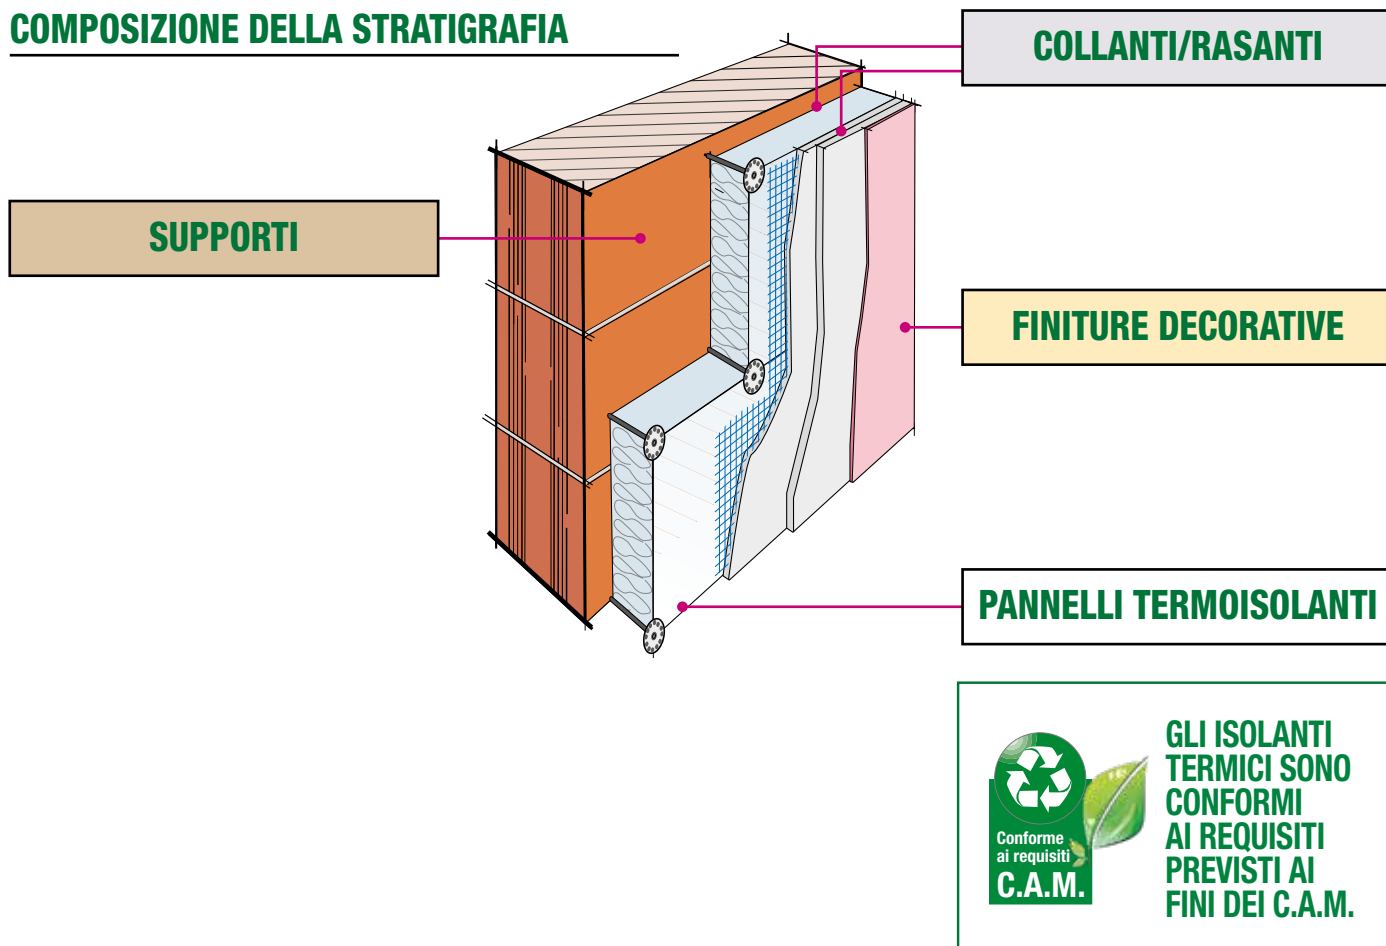 COMPOSIZIONE DELLA STRATIGRAFIA
COLLANTI/RASANTI
SUPPORTI
FINITURE DECORATIVE
PANNELLI TERMOISOLANTI
Conforme
ai requisiti
C.A.M.
GLI ISOLANTI
TERMICI SONO
CONFORMI
AI REQUISITI
PREVISTI AI
FINI DEI C.A.M.